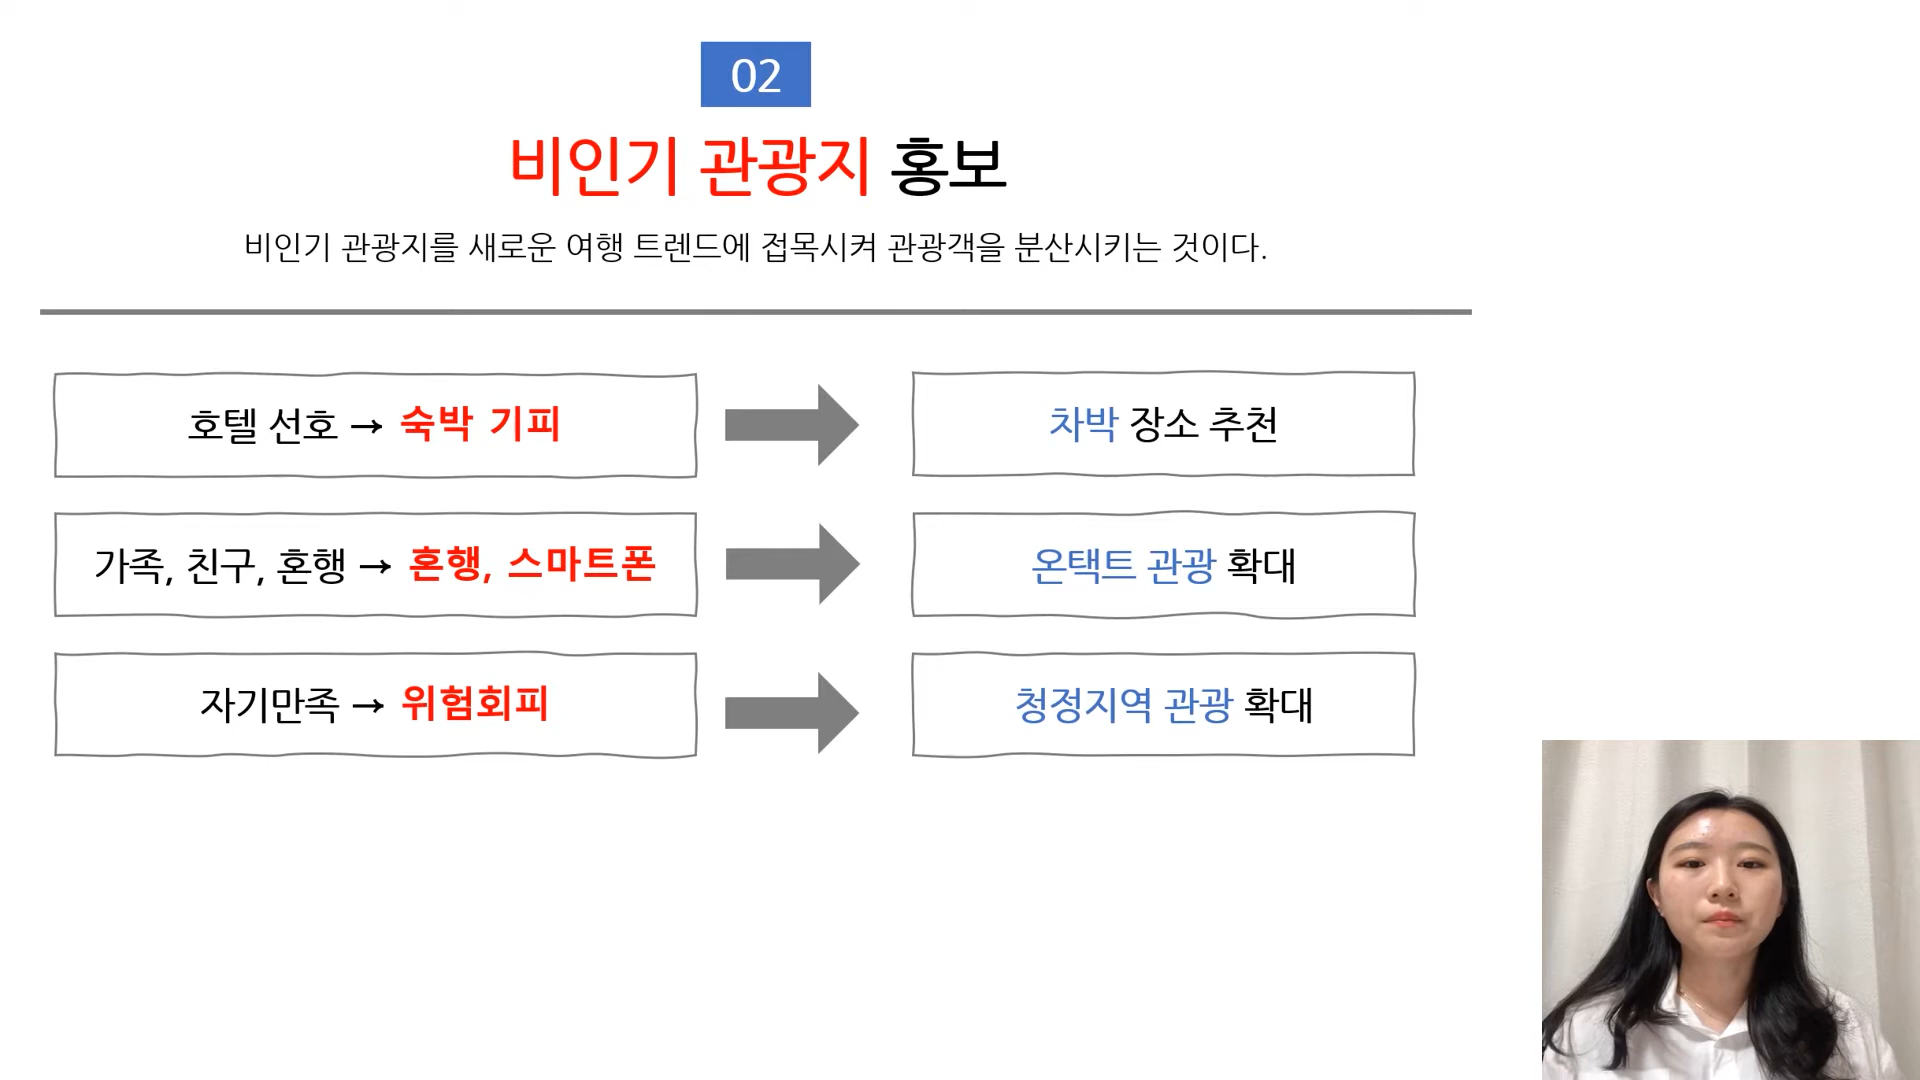 02
비인기 관광지 홍보
비인기 관광지를 새로운 여행 트렌드에 접목시켜 관광객을 분산시키는 것이다.
호텔 선호 → 숙박 기피
차박 장소 추천
가족, 친구, 혼행 → 혼행, 스마트폰
온택트 관광 확대
자기만족 → 위험회피
청정지역 관광 확대